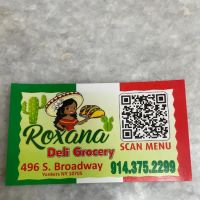 Roxana
Deli Grocery
SCAN MENU
496 S. Broadway
Yonkers NY 10705
914.375.2299